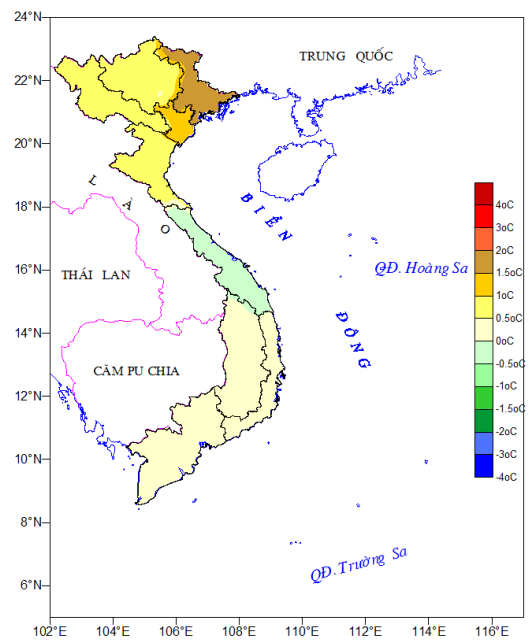 24°N
22°N
20°N
18°N
16°N
14°N
12°N
10°N
8°N
6°N
TRUNG QUỐC
LAO
BIỂN
ĐÔNG
QĐ. Hoàng Sa
THÁI LAN
CĂM PU CHIA
QĐ. Trường Sa
4oC
3oC
2oC
1.5oC
1oC
0.5oC
0oC
-0.5oC
-1oC
-1.5oC
-2oC
-3oC
-4oC
102°E 104°E 106°E 108°E 110°E 112°E 114°E 116°E